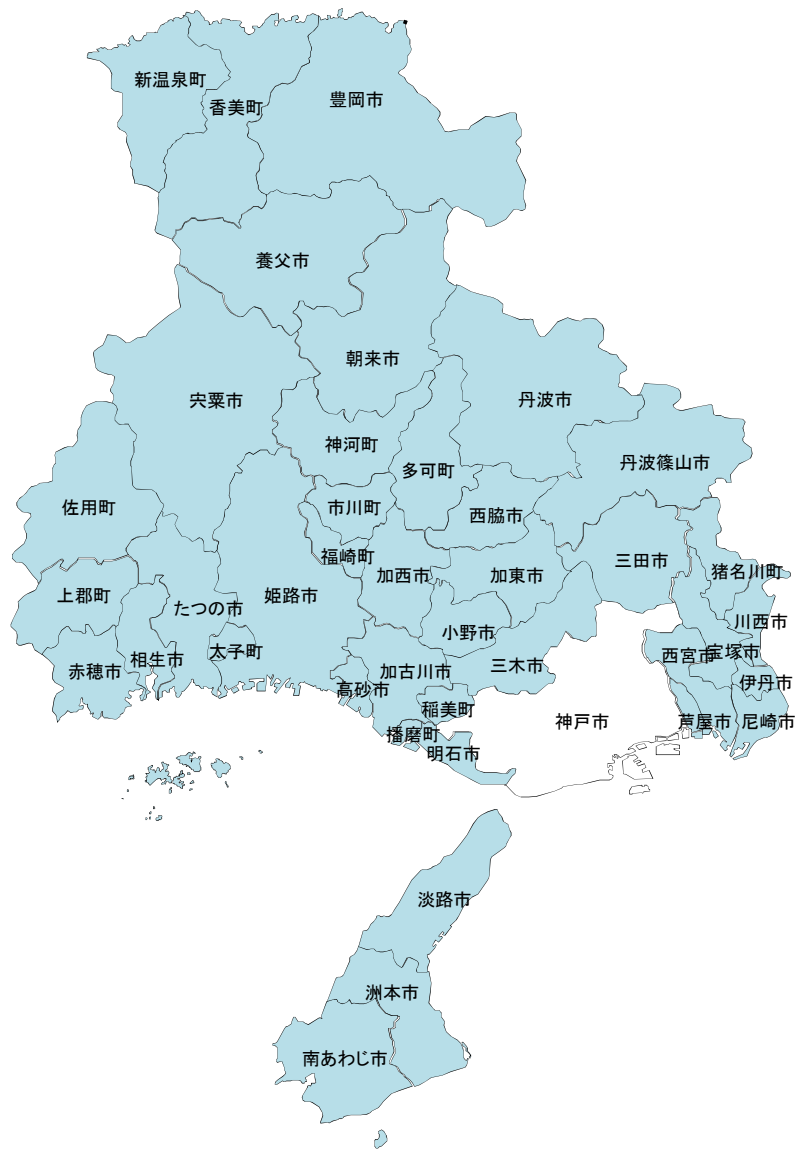 新温泉町
香美町
豊岡市
養父市
朝来市
宍粟市
丹波市
神河町
多可町
丹波篠山市
佐用町
市川町
西脇市
福崎町
加西市
加東市
三田市
猪名川町
上郡町
たつの市
姫路市
川西市
小野市
太子町
相生市
赤穂市
加古川市
三木市
西宮市
宝塚市
伊丹市
高砂市
稲美町
神戸市
芦屋市
尼崎市
播磨町
明石市
淡路市
洲本市
南あわじ市